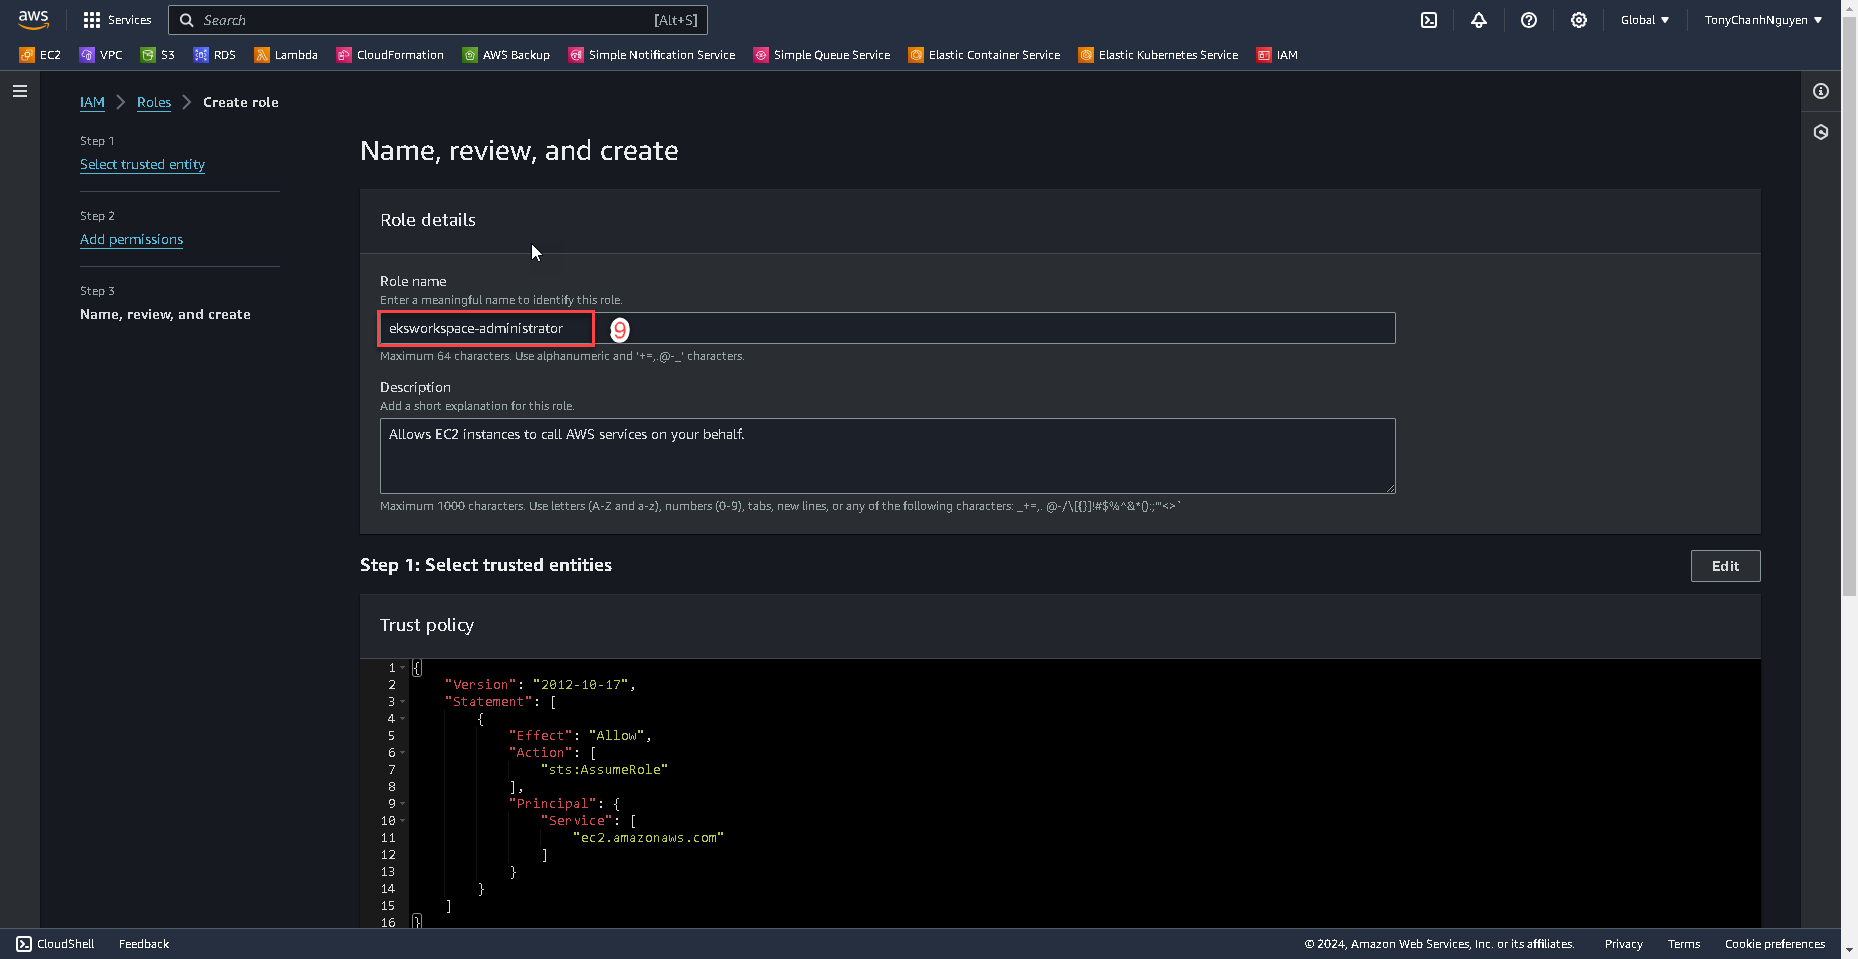 aws
Services
Search
[Alt+S]
Global
TonyChanhNguyen
EC2
VPC
S3
RDS
Lambda
CloudFormation
AWS Backup
Simple Notification Service
Simple Queue Service
Elastic Container Service
Elastic Kubernetes Service
IAM
IAM
Roles
Create role
Step 1
Select trusted entity
Step 2
Add permissions
Step 3
Name, review, and create
Name, review, and create
Role details
Role name
Enter a meaningful name to identify this role.
eksworkspace-administrator
9
Maximum 64 characters. Use alphanumeric and '+=,.@-_' characters.
Description
Add a short explanation for this role.
Allows EC2 instances to call AWS services on your behalf.
Maximum 1000 characters. Use letters (A-Z and a-z), numbers (0-9), tabs, new lines, or any of the following characters: _+=,. @-/\[{}]!#$%^&*();:'"<>`
Step 1: Select trusted entities
Edit
Trust policy
1 {
2 "Version": "2012-10-17",
3 "Statement": [
4 {
5 "Effect": "Allow",
6 "Action": [
7 "sts:AssumeRole"
8 ],
9 "Principal": {
10 "Service": [
11 "ec2.amazonaws.com"
12 ]
13 }
14 }
15 ]
16 }
CloudShell
Feedback
© 2024, Amazon Web Services, Inc. or its affiliates.
Privacy
Terms
Cookie preferences